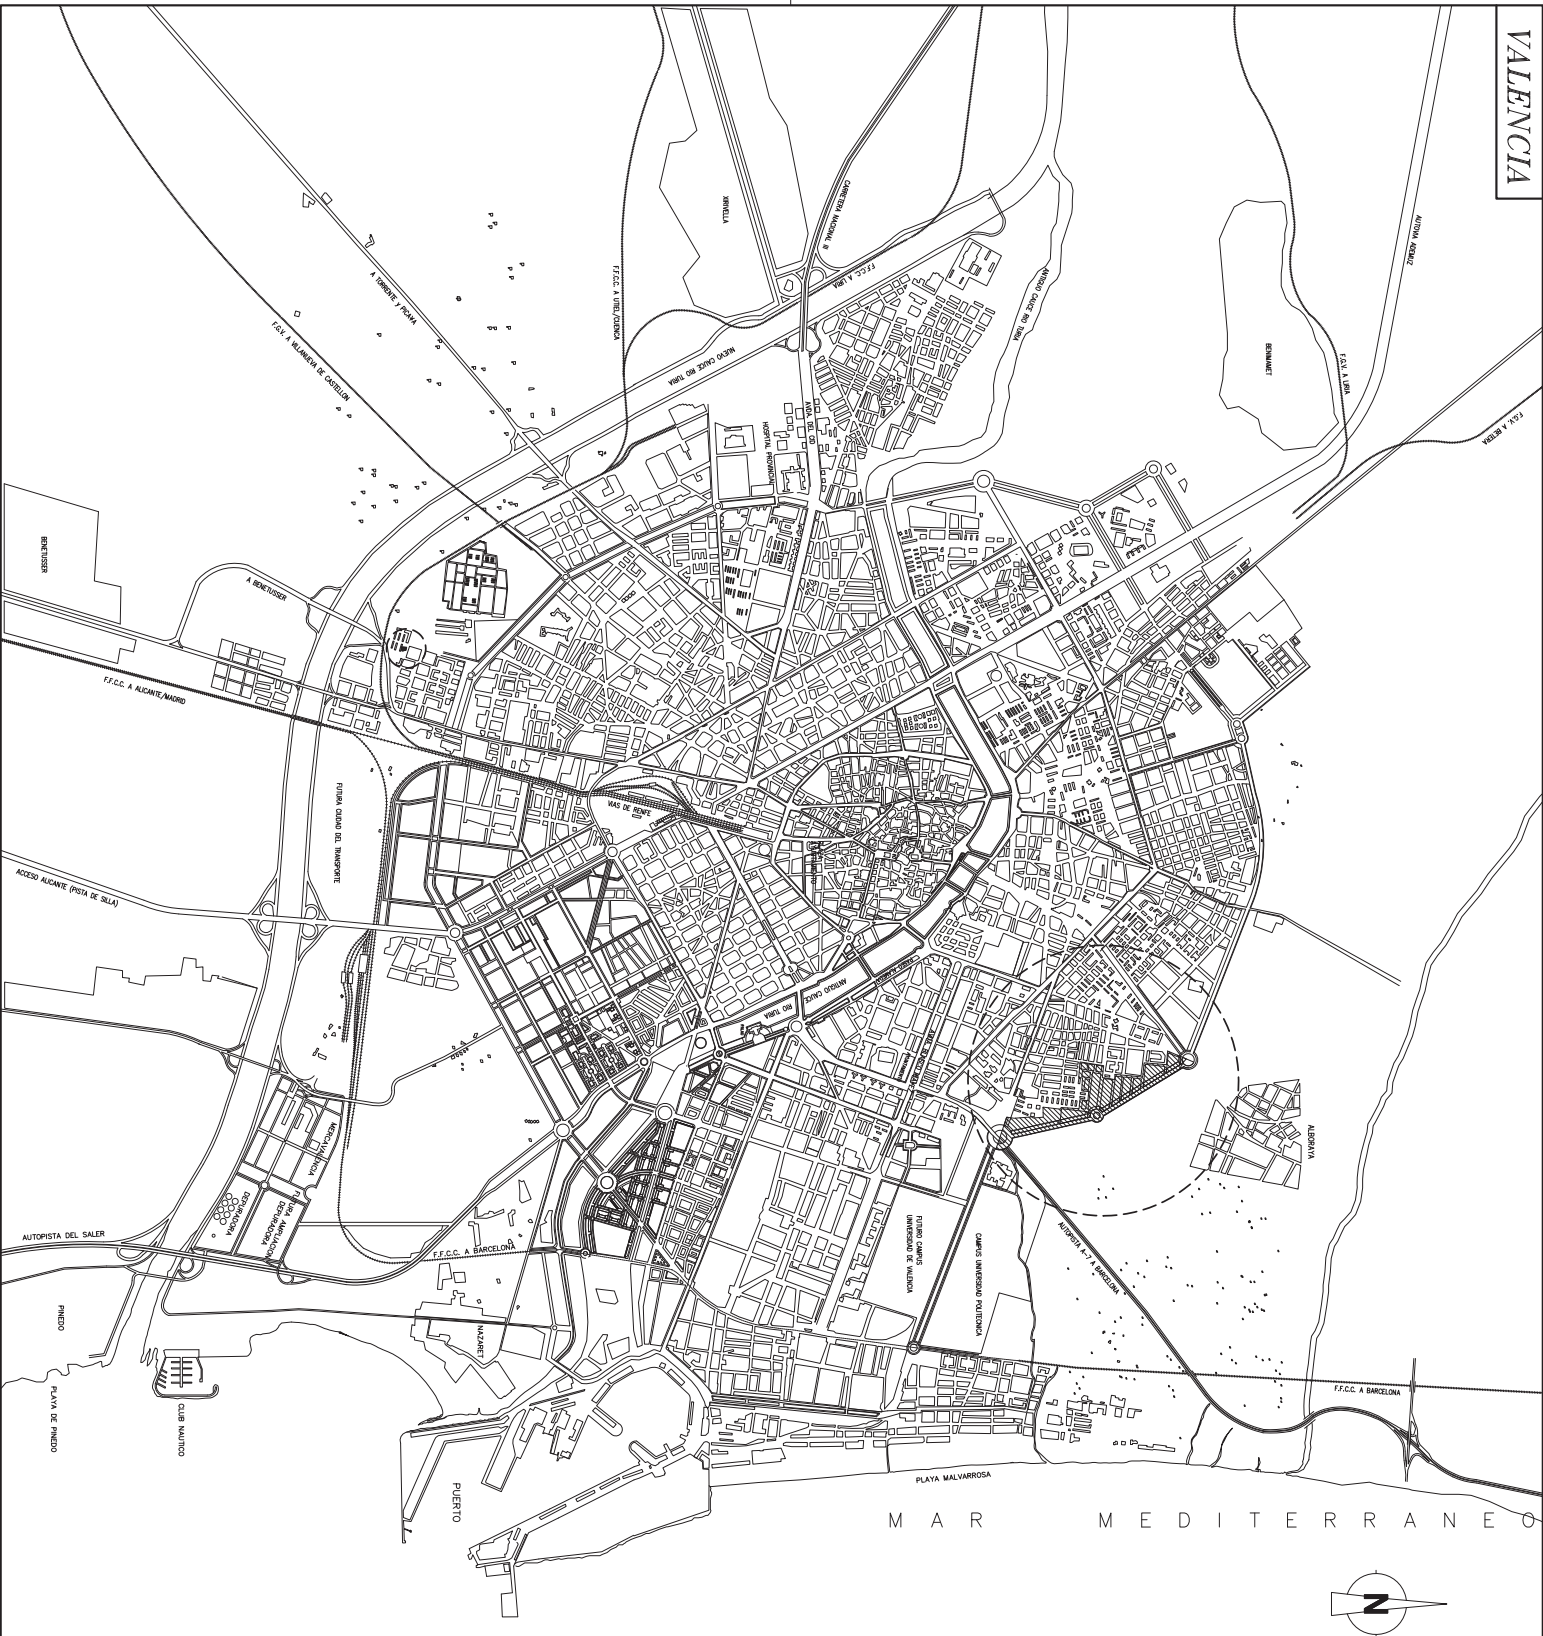 VALENCIA
AUTOVIA ADEMUZ
F.G.V. A LIRIA
F.G.V. A BETERA
BENIMAMET
CARRETERA NACIONAL III
XIRIVELLA
F.F.C.C. A LIRIA
ANTIGUO CAUCE RIO TURIA
NUEVO CAUCE RIO TURIA
F.F.C.C. A UTIEL/CUENCA
A TORRENTE y PICAÑA
F.G.V. A VILLANUEVA DE CASTELLON
AVDA. DEL CID
HOSPITAL PROVINCIAL
BENETUSSER
A BENETUSSER
F.F.C.C. A ALICANTE/MADRID
FUTURA CIUDAD DEL TRANSPORTE
VIAS DE RENFE
ACCESO ALICANTE (PISTA DE SILLA)
ANTIGUO CAUCE
RIO TURIA
ALBORAYA
AUTOPISTA A-7 A BARCELONA
CAMPUS UNIVERSIDAD POLITECNICA
FUTURO CAMPUS
UNIVERSIDAD DE VALENCIA
MERCAVALENCIA
FUTURA AMPLIACION
DEPURADORA
DEPURADORA
AUTOPISTA DEL SALER
F.F.C.C. A BARCELONA
F.F.C.C. A BARCELONA
NAZARET
PINEDO
PLAYA DE PINEDO
CLUB NAUTICO
PUERTO
PLAYA MALVARROSA
MAR MEDITERRANEO
N